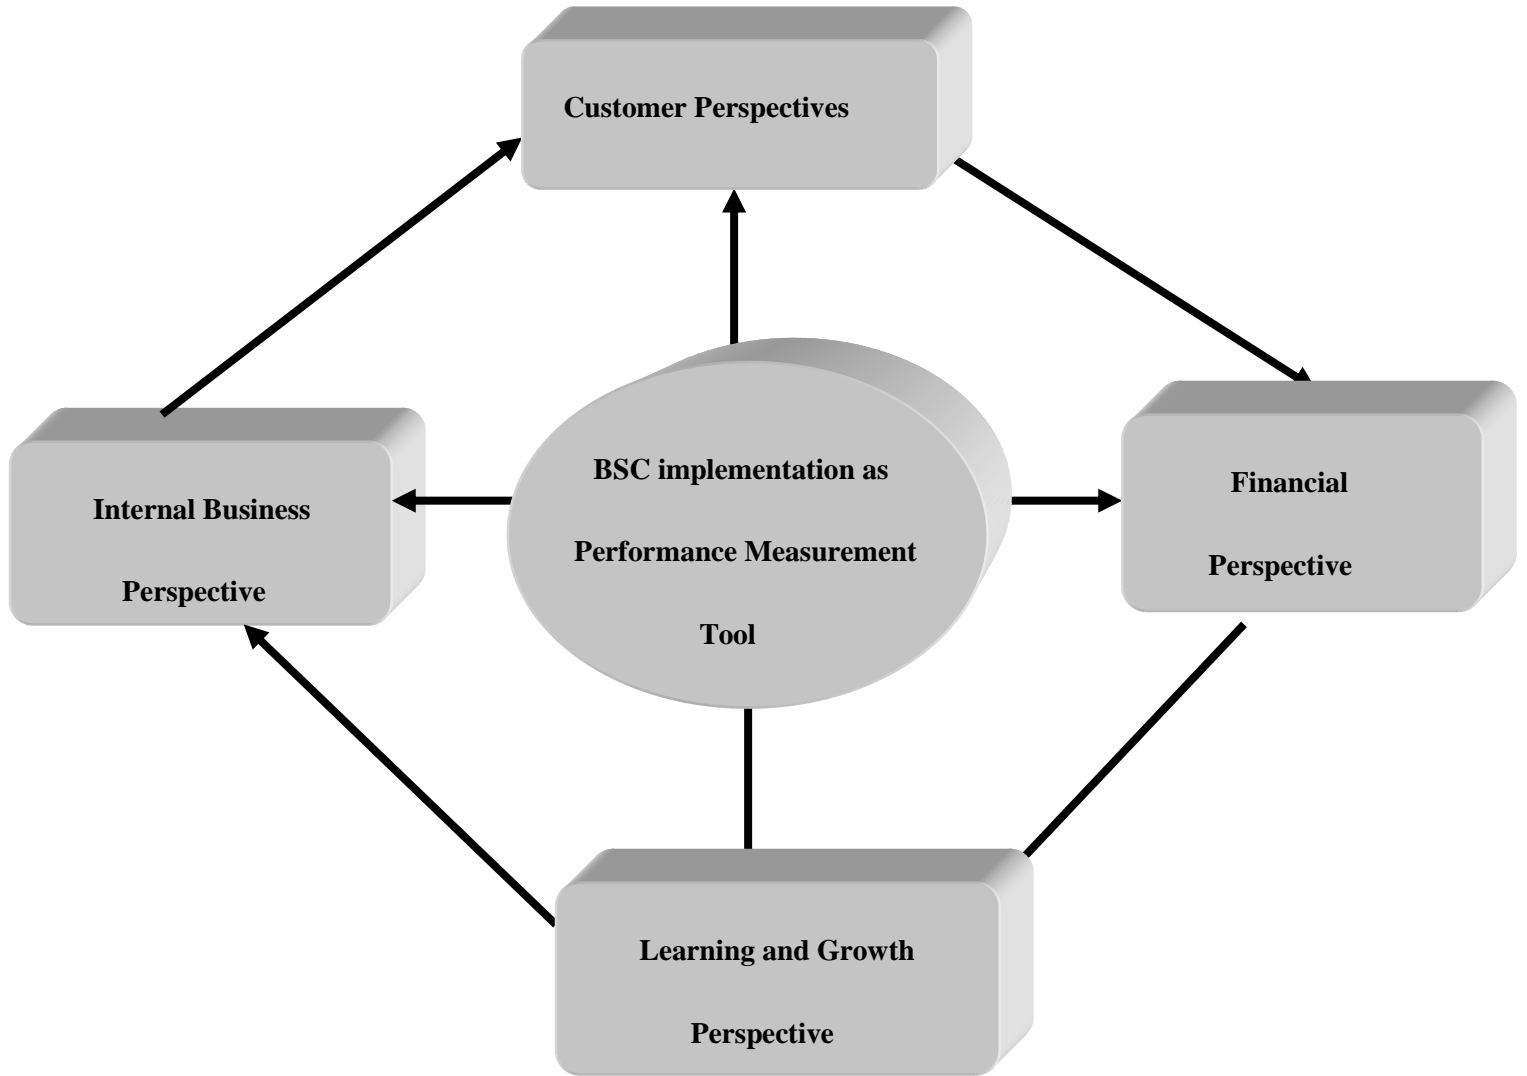 Customer Perspectives
Internal Business
Perspective
BSC implementation as
Performance Measurement
Tool
Financial
Perspective
Learning and Growth
Perspective